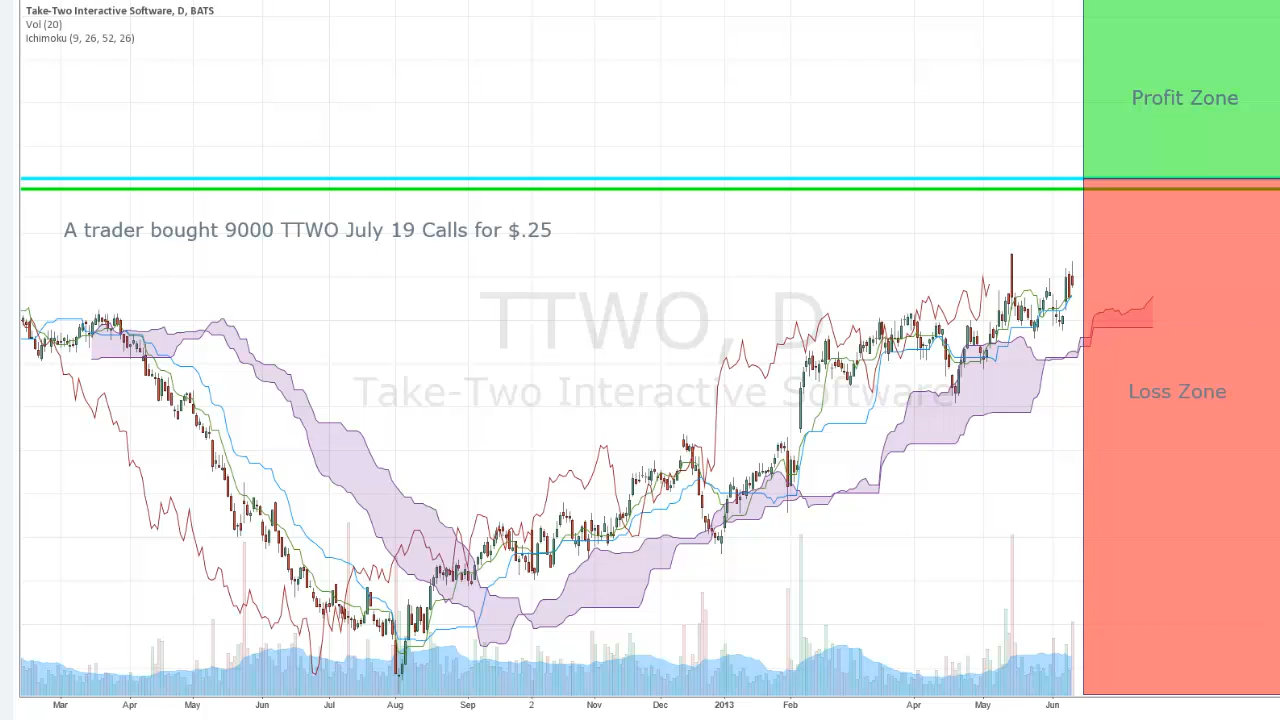 Take-Two Interactive Software, D, BATS
Vol (20)
Ichimoku (9, 26, 52, 26)
Profit Zone
A trader bought 9000 TTWO July 19 Calls for $.25
TTWO, D
Take-Two Interactive Software
Loss Zone
Mar Apr May Jun Jul Aug Sep 2 Nov Dec 2013 Feb Apr May Jun